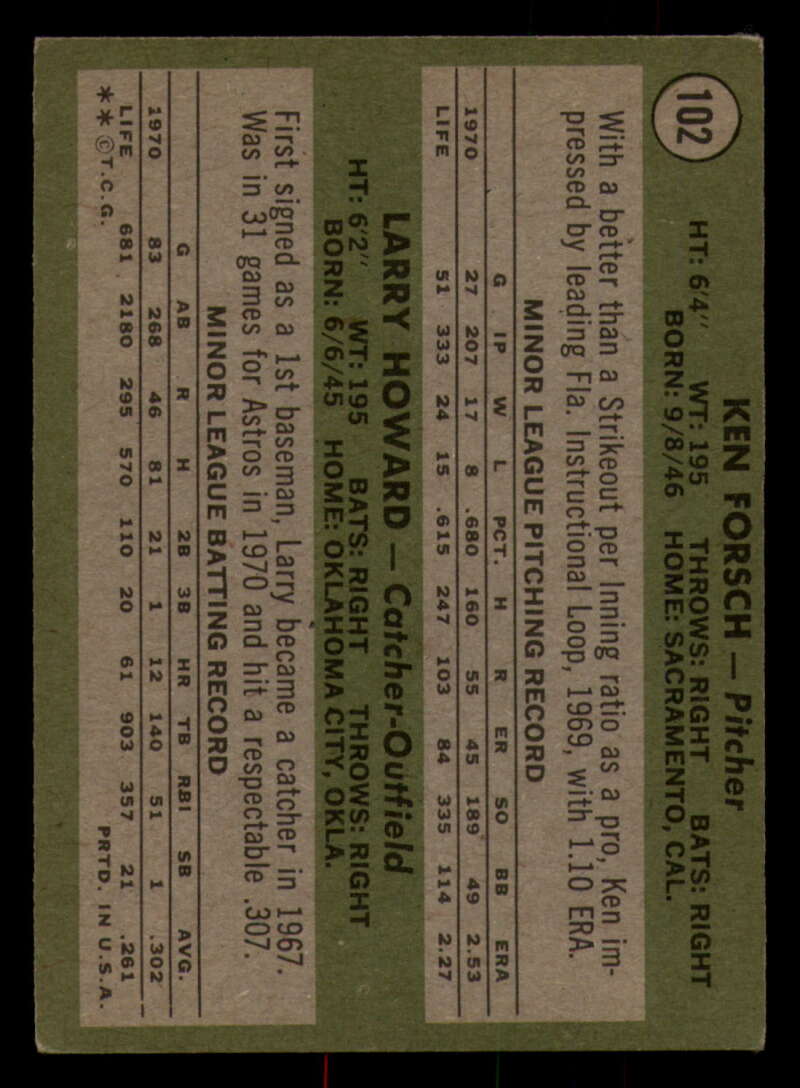 102
KEN FORSCH — Pitcher
HT: 6'4" WT: 195 THROWS: RIGHT BATS: RIGHT
BORN: 9/8/46 HOME: SACRAMENTO, CAL.
With a better than a Strikeout per Inning ratio as a pro, Ken im-
pressed by leading Fla. Instructional Loop, 1969, with 1.10 ERA.
MINOR LEAGUE PITCHING RECORD
G IP W L PCT. H R ER SO BB ERA
1970 27 207 17 8 .680 160 55 45 189 49 2.53
LIFE 51 333 24 15 .615 247 103 84 335 114 2.27
LARRY HOWARD — Catcher-Outfield
HT: 6'2" WT: 195 BATS: RIGHT THROWS: RIGHT
BORN: 6/6/45 HOME: OKLAHOMA CITY, OKLA.
First signed as a 1st baseman, Larry became a catcher in 1967.
Was in 31 games for Astros in 1970 and hit a respectable .307.
MINOR LEAGUE BATTING RECORD
G AB R H 2B 3B HR TB RBI SB AVG.
1970 83 268 46 81 21 1 12 140 51 1 .302
LIFE 681 2180 295 570 110 20 61 903 357 21 .261
**©T.C.G. PRTD. IN U.S.A.